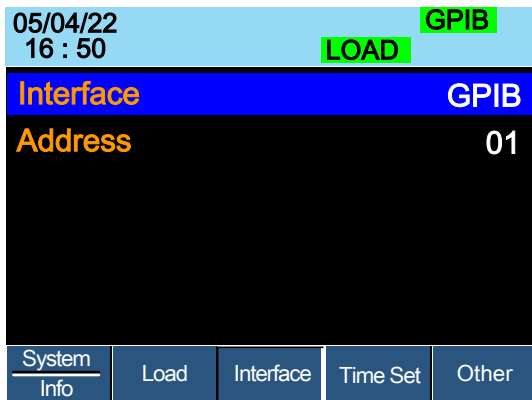 05/04/22 GPIB
16 : 50 LOAD
Interface GPIB
Address 01
System
Info
Load
Interface
Time Set
Other